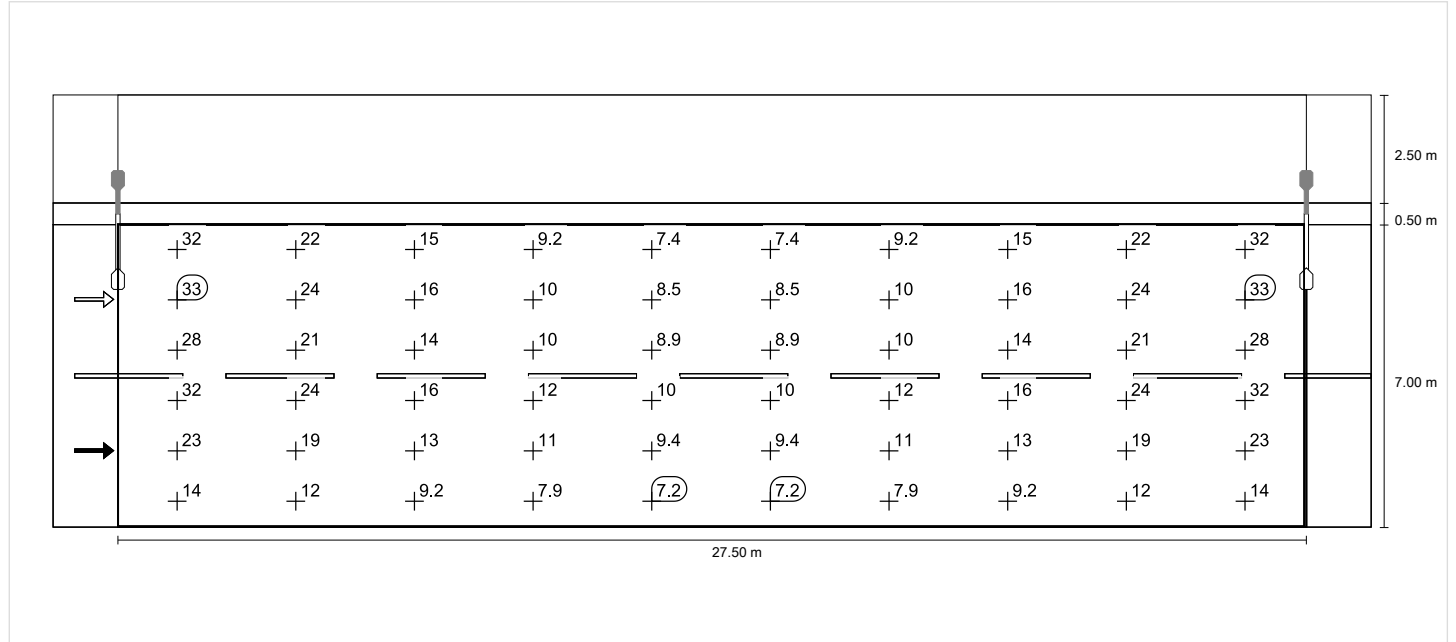 2.50 m
0.50 m
32 22 15 9.2 7.4 7.4 9.2 15 22 32
33 24 16 10 8.5 8.5 10 16 24 33
28 21 14 10 8.9 8.9 10 14 21 28
7.00 m
32 24 16 12 10 10 12 16 24 32
23 19 13 11 9.4 9.4 11 13 19 23
14 12 9.2 7.9 7.2 7.2 7.9 9.2 12 14
27.50 m